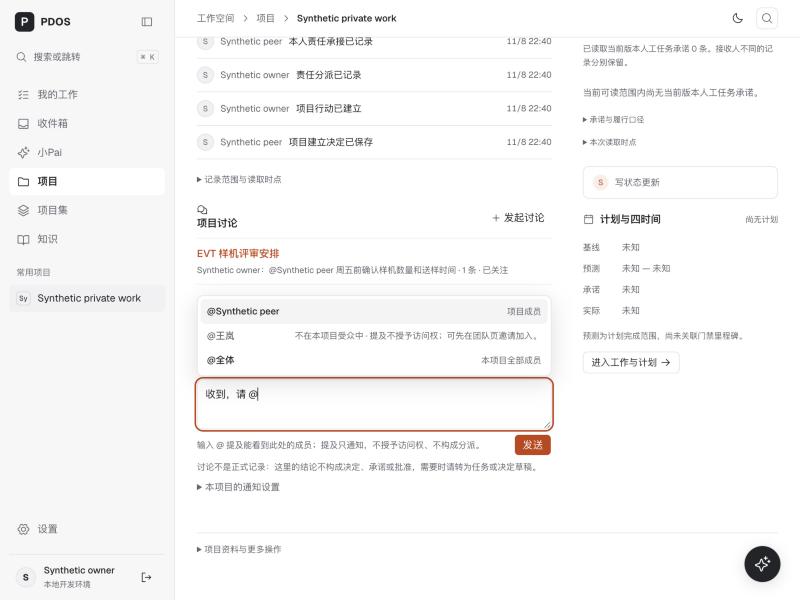 P PDOS
搜索或跳转 ⌘ K
我的工作
收件箱
小Pai
项目
项目集
知识
常用项目
Sy Synthetic private work
设置
S Synthetic owner
本地开发环境
工作空间 > 项目 > Synthetic private work
S Synthetic peer 本人责任承接已记录 11/8 22:40
S Synthetic owner 责任分派已记录 11/8 22:40
S Synthetic owner 项目行动已建立 11/8 22:40
S Synthetic peer 项目建立决定已保存 11/8 22:40
记录范围与读取时点
项目讨论
发起讨论
EVT 样机评审安排
Synthetic owner：@Synthetic peer 周五前确认样机数量和送样时间 · 1 条 · 已关注
@Synthetic peer 项目成员
@王岚 不在本项目受众中 · 提及不授予访问权；可先在团队页邀请加入。
@全体 本项目全部成员
收到，请 @
输入 @ 提及能看到此处的成员；提及只通知，不授予访问权、不构成分派。
发送
讨论不是正式记录：这里的结论不构成决定、承诺或批准，需要时请转为任务或决定草稿。
本项目的通知设置
项目资料与更多操作
已读取当前版本人工任务承诺 0 条。接收人不同的记
录分别保留。
当前可读范围内尚无当前版本人工任务承诺。
承诺与履行口径
本次读取时点
S 写状态更新
计划与四时间 尚无计划
基线 未知
预测 未知 — 未知
承诺 未知
实际 未知
预测为计划完成范围，尚未关联门禁里程碑。
进入工作与计划 →